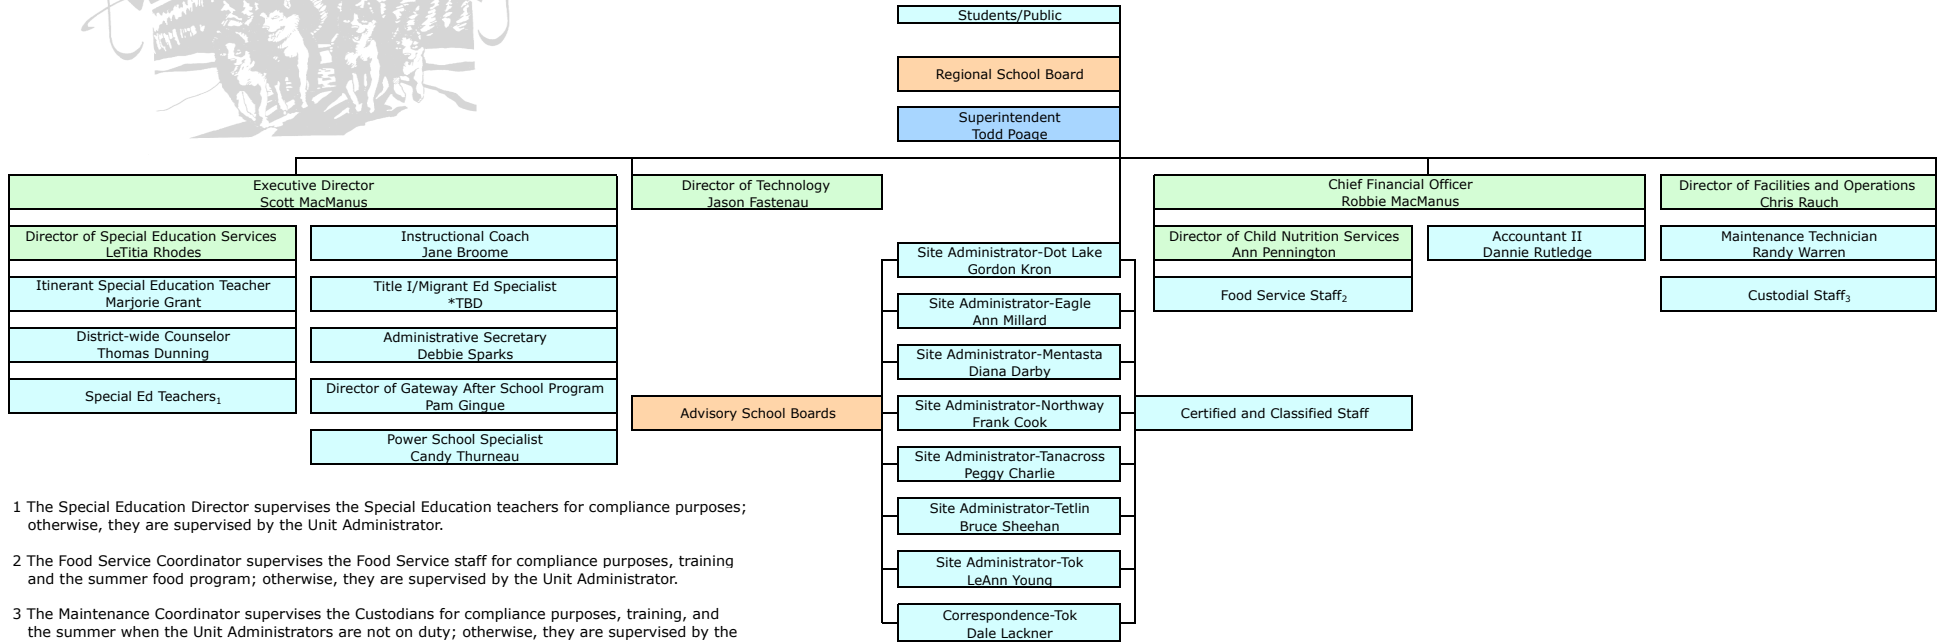 Students/Public
Regional School Board
Superintendent
Todd Poage
Executive Director
Scott MacManus
Director of Technology
Jason Fastenau
Chief Financial Officer
Robbie MacManus
Director of Facilities and Operations
Chris Rauch
Director of Special Education Services
LeTitia Rhodes
Itinerant Special Education Teacher
Marjorie Grant
District-wide Counselor
Thomas Dunning
Special Ed Teachers1
Instructional Coach
Jane Broome
Title I/Migrant Ed Specialist
*TBD
Administrative Secretary
Debbie Sparks
Director of Gateway After School Program
Pam Gingue
Power School Specialist
Candy Thurneau
Advisory School Boards
Site Administrator-Dot Lake
Gordon Kron
Site Administrator-Eagle
Ann Millard
Site Administrator-Mentasta
Diana Darby
Site Administrator-Northway
Frank Cook
Site Administrator-Tanacross
Peggy Charlie
Site Administrator-Tetlin
Bruce Sheehan
Site Administrator-Tok
LeAnn Young
Correspondence-Tok
Dale Lackner
Certified and Classified Staff
Director of Child Nutrition Services
Ann Pennington
Food Service Staff2
Accountant II
Dannie Rutledge
Maintenance Technician
Randy Warren
Custodial Staff3
1 The Special Education Director supervises the Special Education teachers for compliance purposes;
otherwise, they are supervised by the Unit Administrator.
2 The Food Service Coordinator supervises the Food Service staff for compliance purposes, training
and the summer food program; otherwise, they are supervised by the Unit Administrator.
3 The Maintenance Coordinator supervises the Custodians for compliance purposes, training, and
the summer when the Unit Administrators are not on duty; otherwise, they are supervised by the